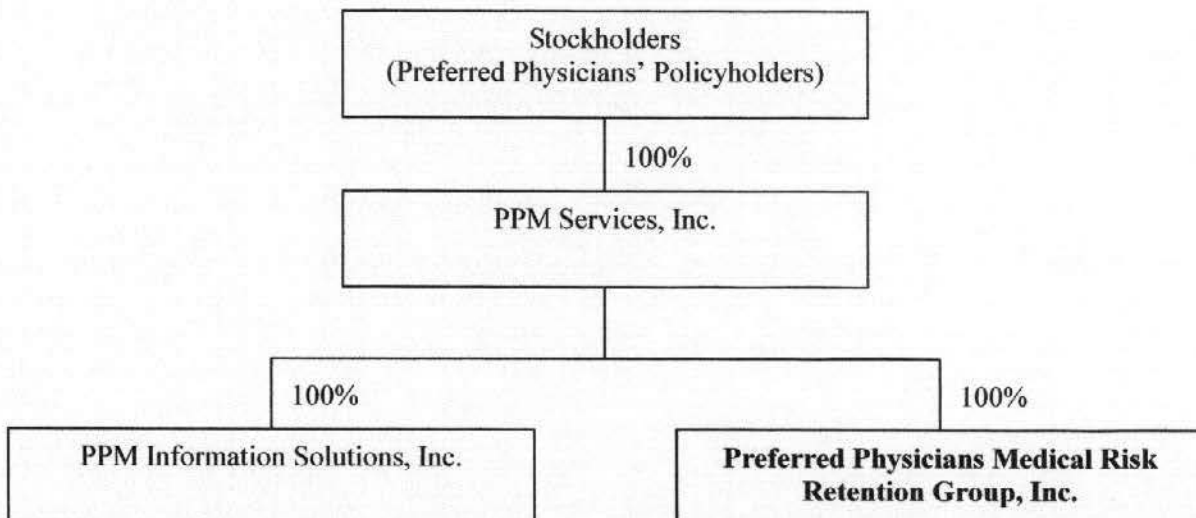 Stockholders
(Preferred Physicians' Policyholders)
100%
PPM Services, Inc.
100%
100%
PPM Information Solutions, Inc.
Preferred Physicians Medical Risk
Retention Group, Inc.